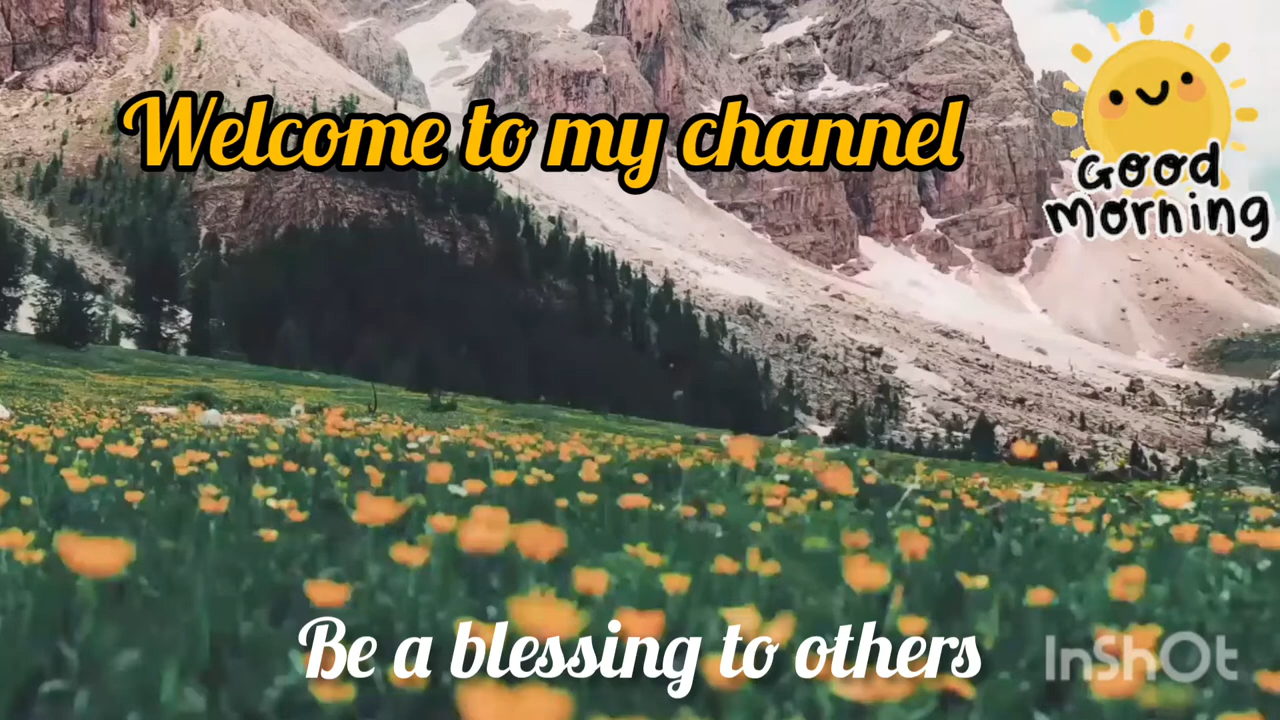 Welcome to my channel
Good
morning
Be a blessing to others
InShOt